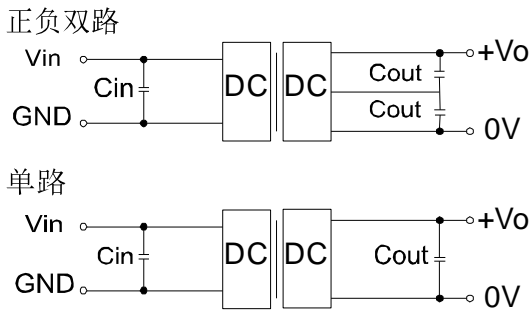 正负双路
Vin
Cin
GND
DC DC
Cout
Cout
+Vo
0V
单路
Vin
Cin
GND
DC DC
Cout
+Vo
0V